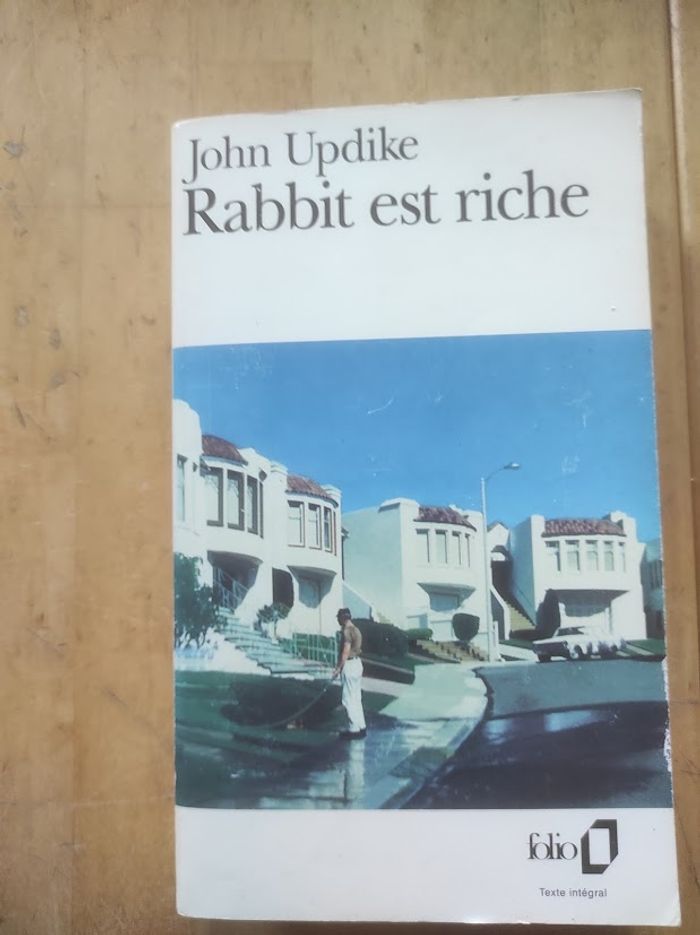 John Updike
Rabbit est riche
folio
Texte intégral